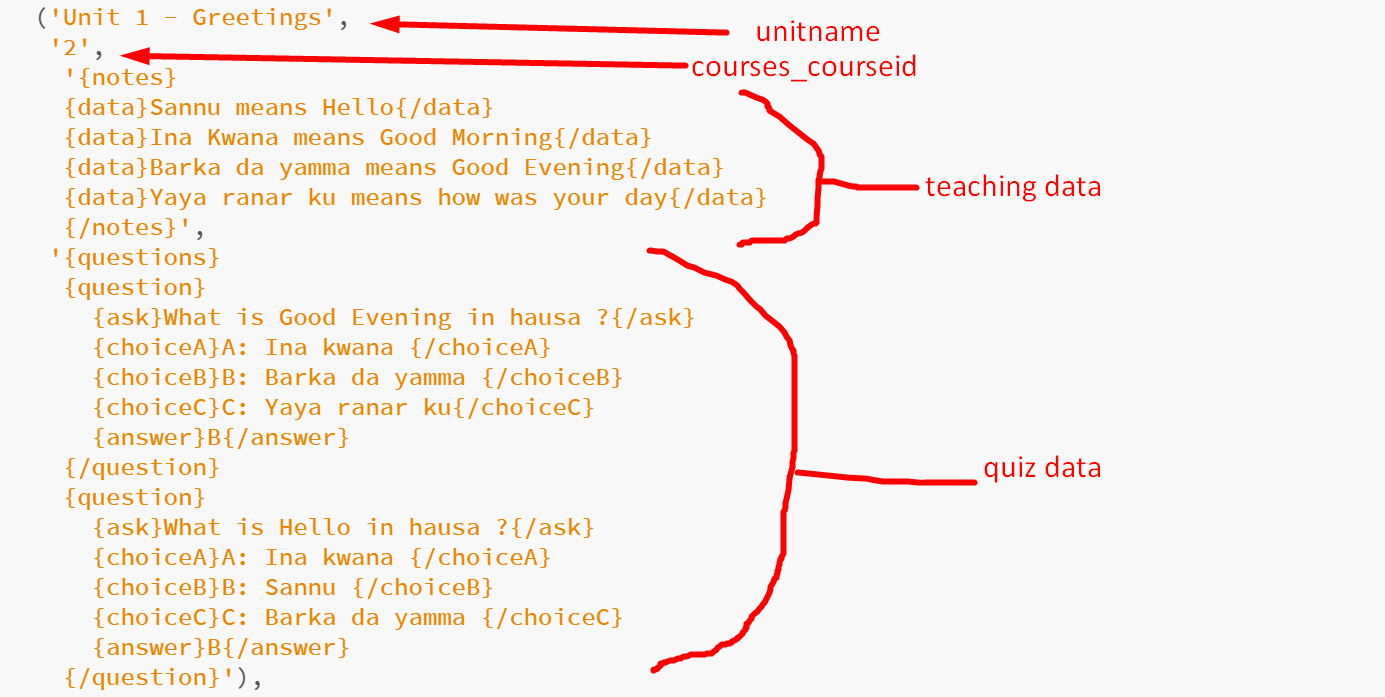 ('Unit 1 - Greetings',
unitname
'2',
courses_courseid
'{notes}
{data}Sannu means Hello{/data}
{data}Ina Kwana means Good Morning{/data}
{data}Barka da yamma means Good Evening{/data}
{data}Yaya ranar ku means how was your day{/data}
teaching data
{/notes}',
'{questions}
{question}
{ask}What is Good Evening in hausa ?{/ask}
{choiceA}A: Ina kwana {/choiceA}
{choiceB}B: Barka da yamma {/choiceB}
{choiceC}C: Yaya ranar ku{/choiceC}
{answer}B{/answer}
{/question}
quiz data
{question}
{ask}What is Hello in hausa ?{/ask}
{choiceA}A: Ina kwana {/choiceA}
{choiceB}B: Sannu {/choiceB}
{choiceC}C: Barka da yamma {/choiceC}
{answer}B{/answer}
{/question}'),